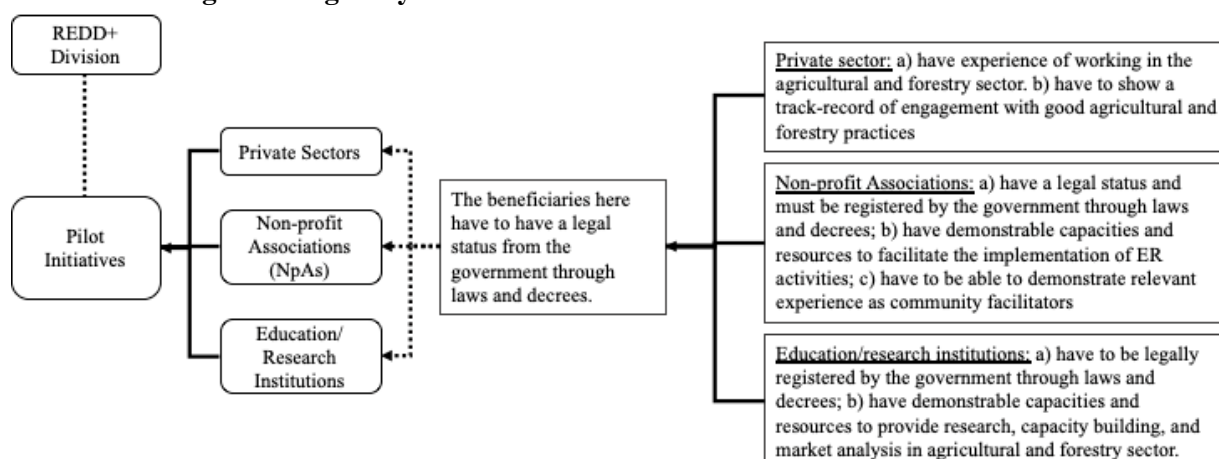 REDD+
Division
Pilot
Initiatives
Private Sectors
Non-profit
Associations
(NpAs)
Education/
Research
Institutions
The beneficiaries here
have to have a legal
status from the
government through
laws and decrees.
Private sector: a) have experience of working in the
agricultural and forestry sector. b) have to show a
track-record of engagement with good agricultural and
forestry practices
Non-profit Associations: a) have a legal status and
must be registered by the government through laws
and decrees; b) have demonstrable capacities and
resources to facilitate the implementation of ER
activities; c) have to be able to demonstrate relevant
experience as community facilitators
Education/research institutions: a) have to be legally
registered by the government through laws and
decrees; b) have demonstrable capacities and
resources to provide research, capacity building, and
market analysis in agricultural and forestry sector.